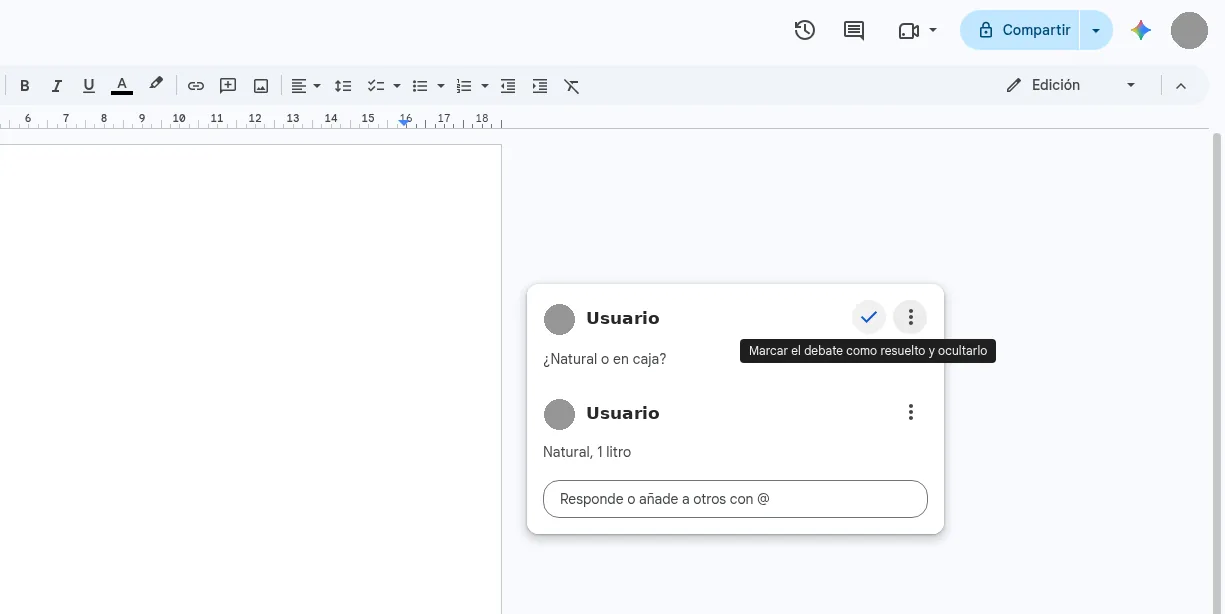 Compartir
B I U A
Edición
6 7 8 9 10 11 12 13 14 15 16 17 18
Usuario
Marcar el debate como resuelto y ocultarlo
¿Natural o en caja?
Usuario
Natural, 1 litro
Responde o añade a otros con @